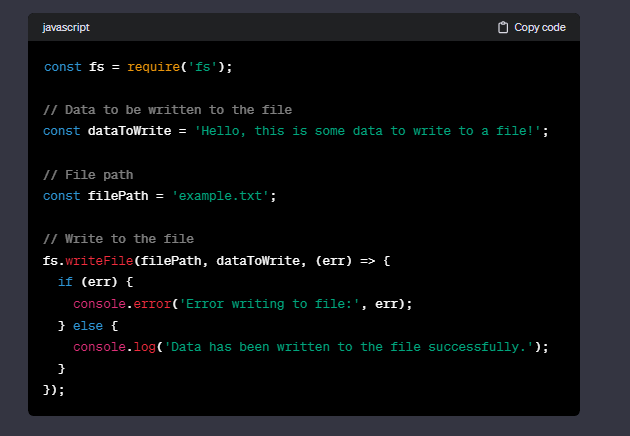 javascript
Copy code
const fs = require('fs');
// Data to be written to the file
const dataToWrite = 'Hello, this is some data to write to a file!';
// File path
const filePath = 'example.txt';
// Write to the file
fs.writeFile(filePath, dataToWrite, (err) => {
  if (err) {
    console.error('Error writing to file:', err);
  } else {
    console.log('Data has been written to the file successfully.');
  }
});